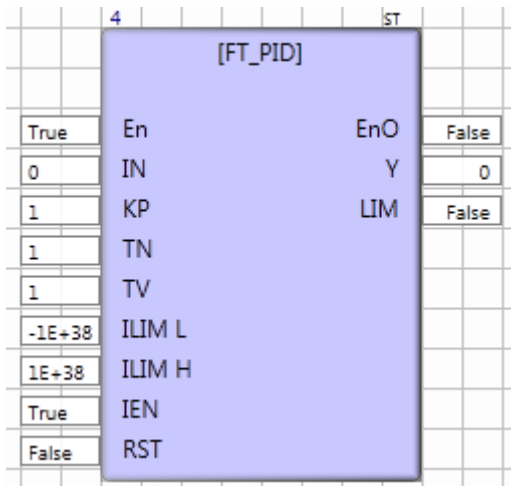 4 ST
[FT_PID]
True En EnO False
0 IN Y 0
1 KP LIM False
1 TN
1 TV
-1E+38 ILIM L
1E+38 ILIM H
True IEN
False RST